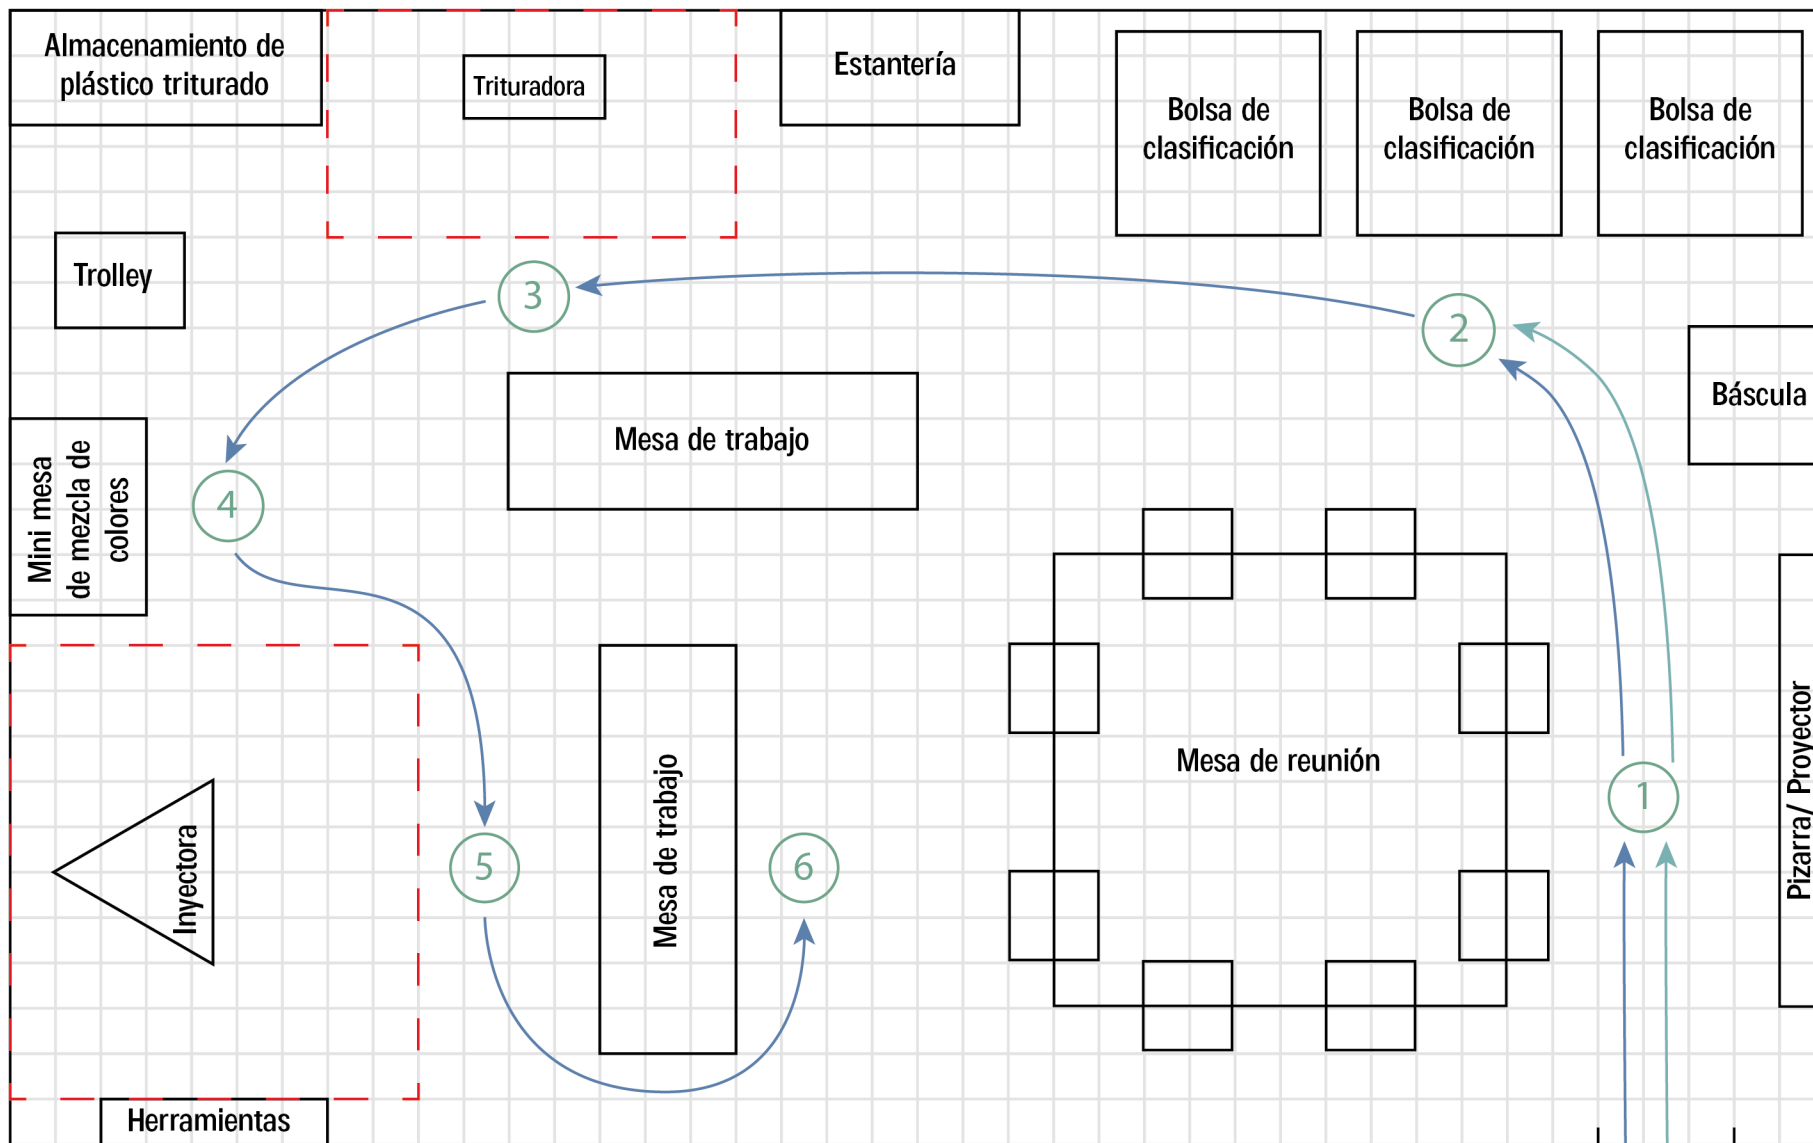 Almacenamiento de
plástico triturado
Trituradora
Estantería
Bolsa de
clasificación
Bolsa de
clasificación
Bolsa de
clasificación
Trolley
3
2
Báscula
Mesa de trabajo
Mini mesa
de mezcla de
colores
4
Mesa de reunión
1
Pizarra/ Proyector
Inyectora
5
Mesa de trabajo
6
Herramientas